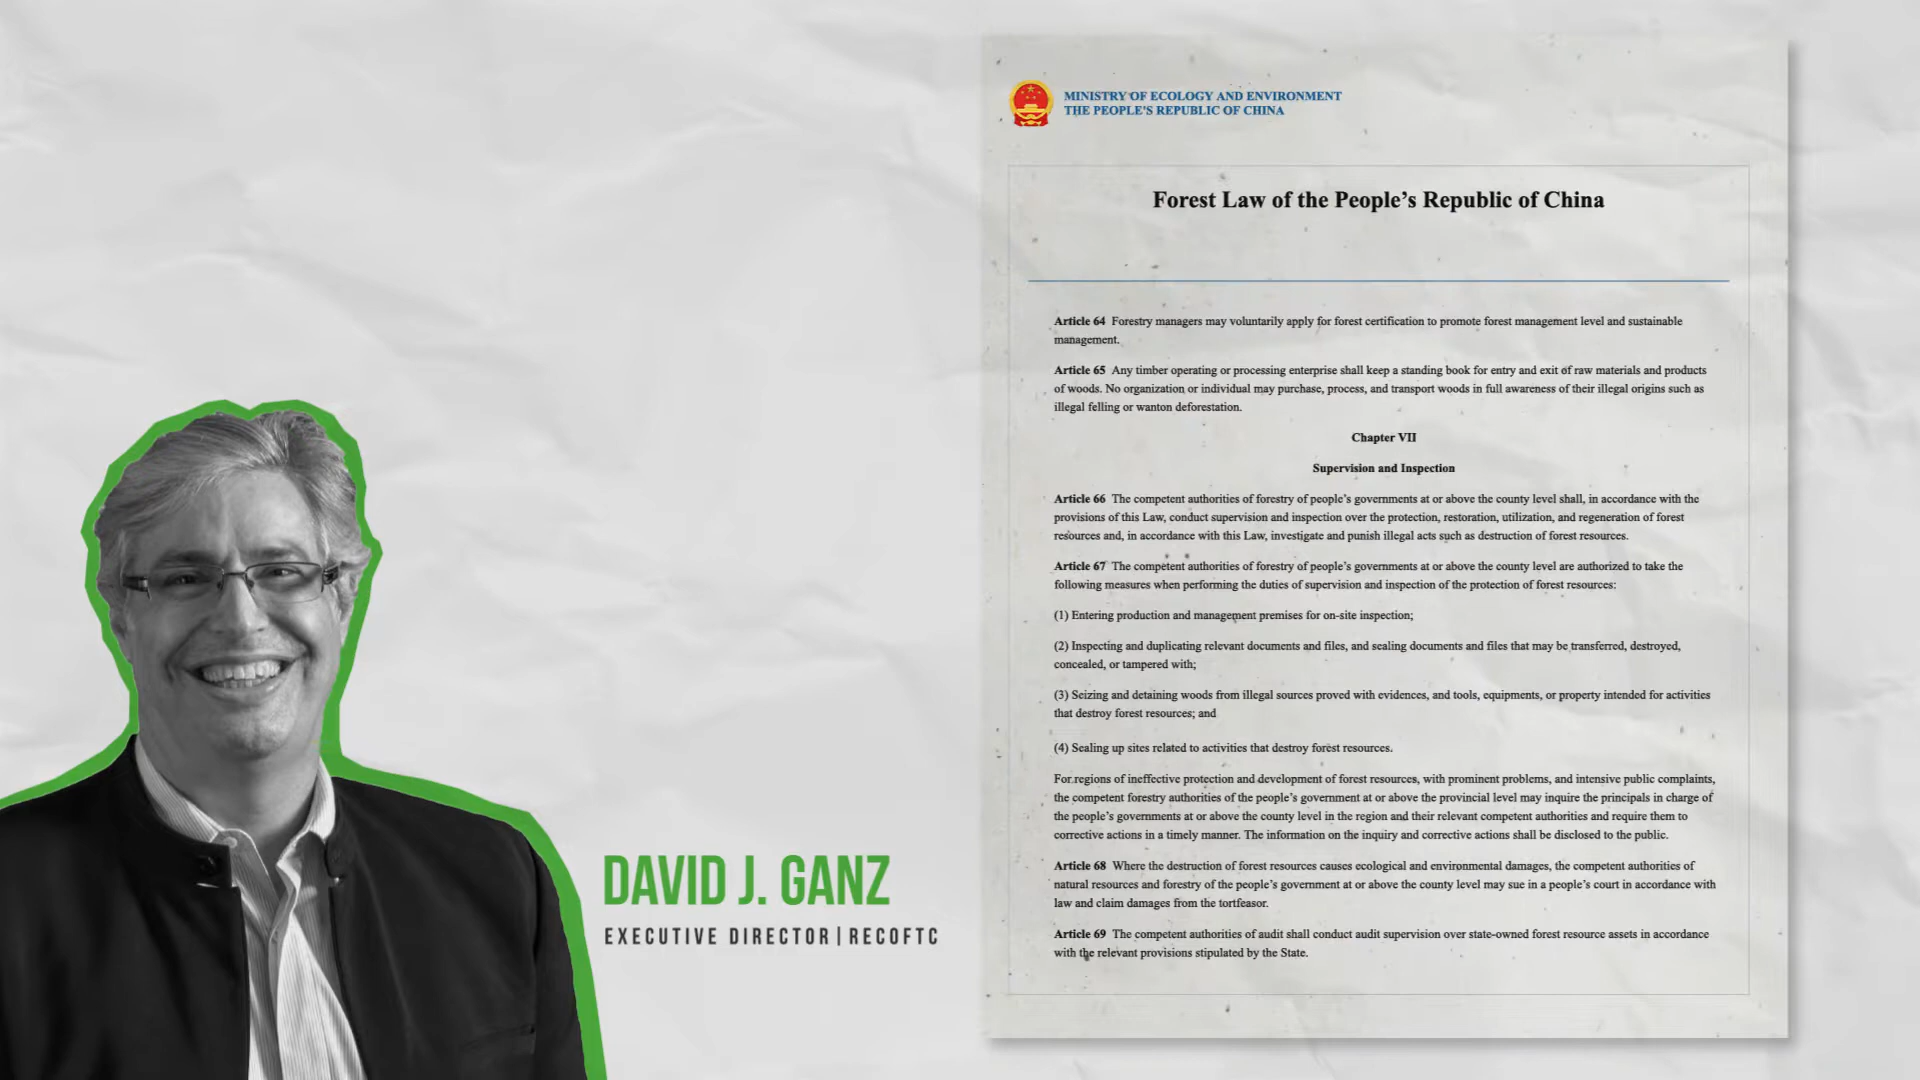 MINISTRY OF ECOLOGY AND ENVIRONMENT
THE PEOPLE'S REPUBLIC OF CHINA
Forest Law of the People's Republic of China
Article 64 Forestry managers may voluntarily apply for forest certification to promote forest management level and sustainable
management.
Article 65 Any timber operating or processing enterprise shall keep a standing book for entry and exit of raw materials and products
of woods. No organization or individual may purchase, process, and transport woods in full awareness of their illegal origins such as
illegal felling or wanton deforestation.
Chapter VII
Supervision and Inspection
Article 66 The competent authorities of forestry of people's governments at or above the county level shall, in accordance with the
provisions of this Law, conduct supervision and inspection over the protection, restoration, utilization, and regeneration of forest
resources and, in accordance with this Law, investigate and punish illegal acts such as destruction of forest resources.
Article 67 The competent authorities of forestry of people's governments at or above the county level are authorized to take the
following measures when performing the duties of supervision and inspection of the protection of forest resources:
(1) Entering production and management premises for on-site inspection;
(2) Inspecting and duplicating relevant documents and files, and sealing documents and files that may be transferred, destroyed,
concealed, or tampered with;
(3) Seizing and detaining woods from illegal sources proved with evidences, and tools, equipments, or property intended for activities
that destroy forest resources; and
(4) Sealing up sites related to activities that destroy forest resources.
For regions of ineffective protection and development of forest resources, with prominent problems, and intensive public complaints,
the competent forestry authorities of the people's government at or above the provincial level may inquire the principals in charge of
the people's governments at or above the county level in the region and their relevant competent authorities and require them to
corrective actions in a timely manner. The information on the inquiry and corrective actions shall be disclosed to the public.
Article 68 Where the destruction of forest resources causes ecological and environmental damages, the competent authorities of
natural resources and forestry of the people's government at or above the county level may sue in a people's court in accordance with
law and claim damages from the tortfeasor.
Article 69 The competent authorities of audit shall conduct audit supervision over state-owned forest resource assets in accordance
with the relevant provisions stipulated by the State.
DAVID J. GANZ
EXECUTIVE DIRECTOR | RECOFTC